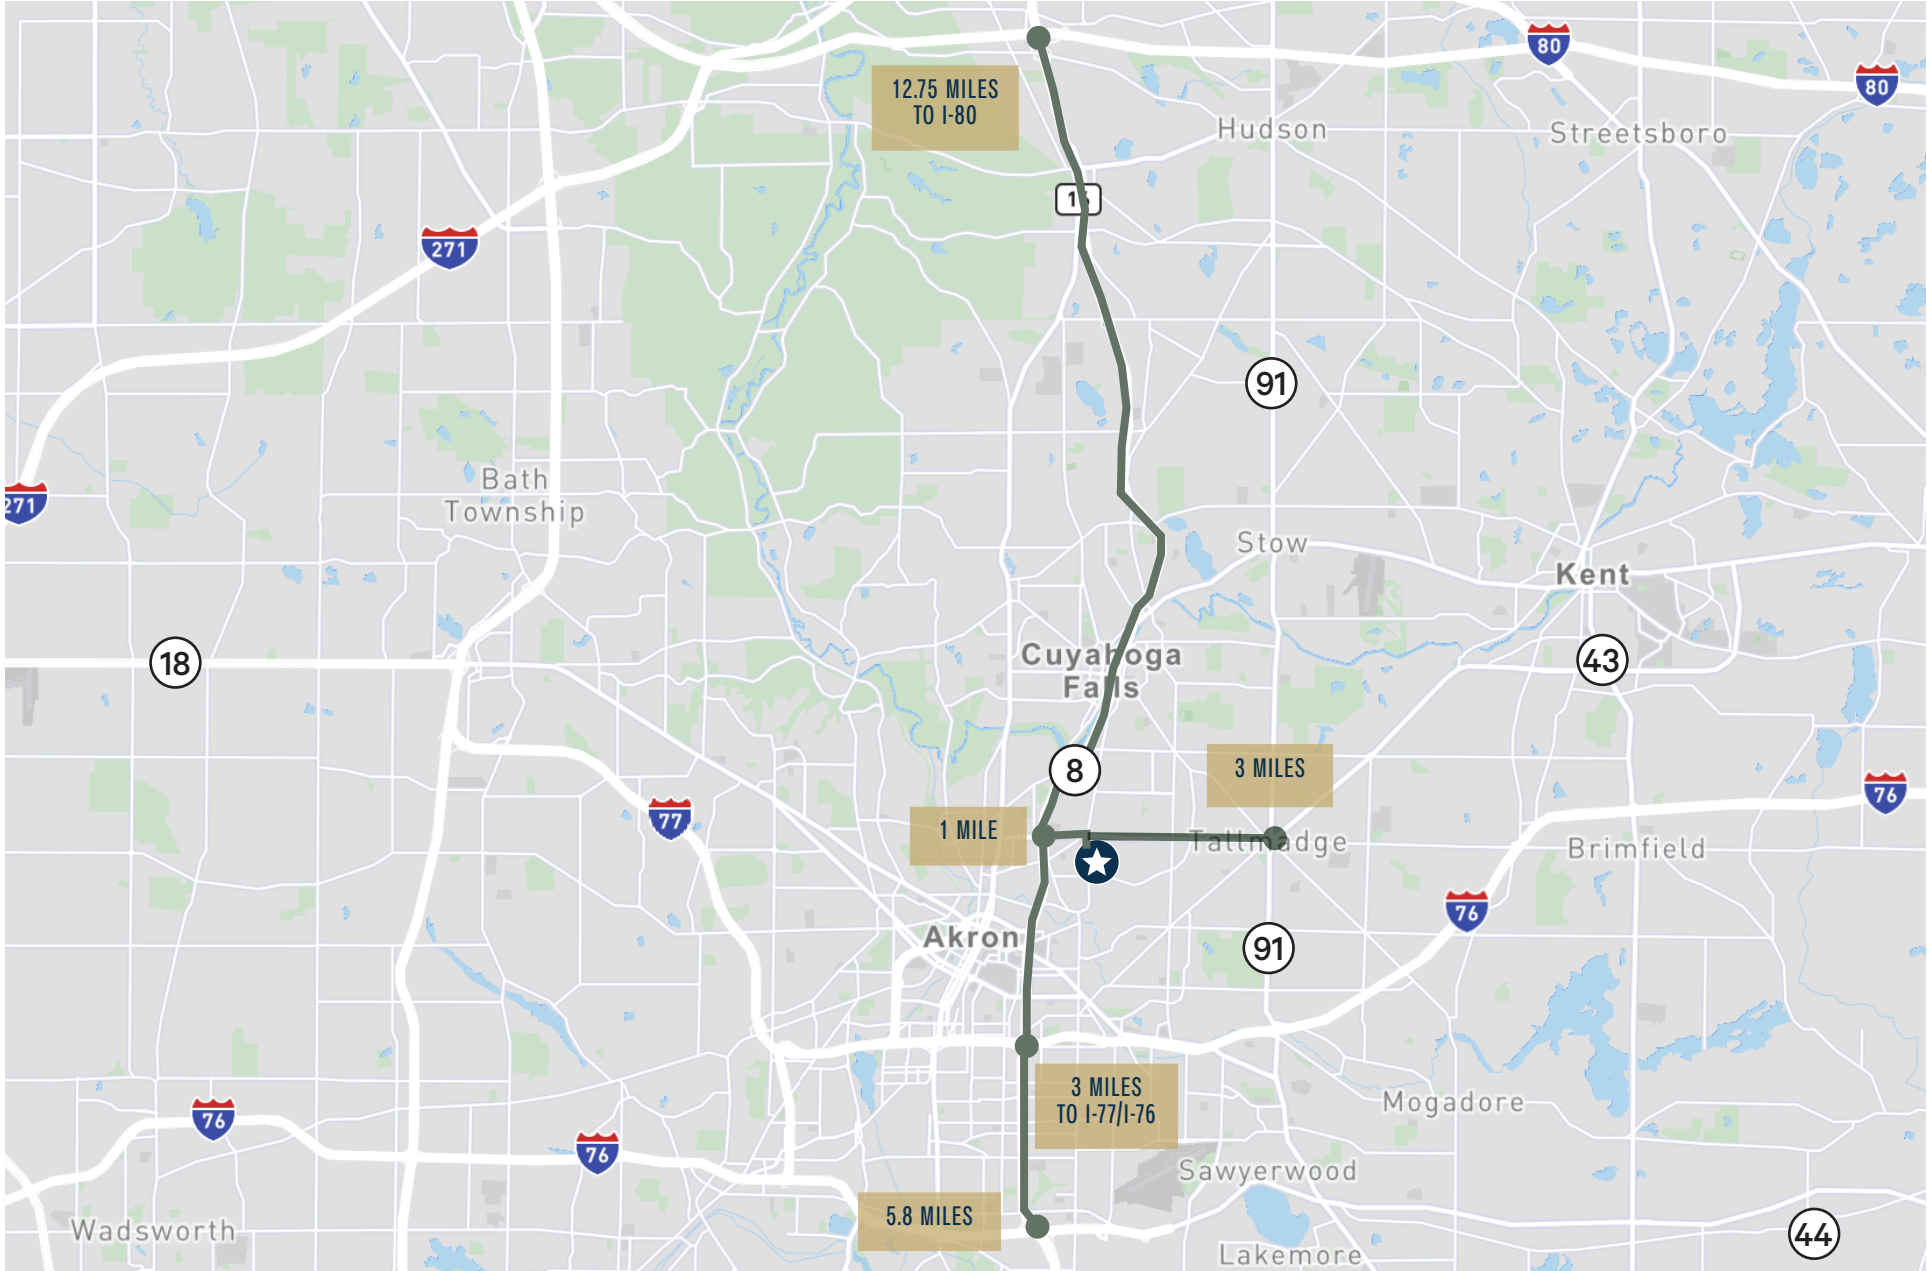 80
80
12.75 MILES
TO I-80
Hudson
Streetsboro
271
91
Bath
Township
271
Stow
Kent
Cuyahoga
Falls
18
43
8
3 MILES
77
76
1 MILE
Tallmadge
Brimfield
76
Akron
91
3 MILES
TO I-77/I-76
Mogadore
76
76
Sawyerwood
5.8 MILES
Wadsworth
44
Lakemore